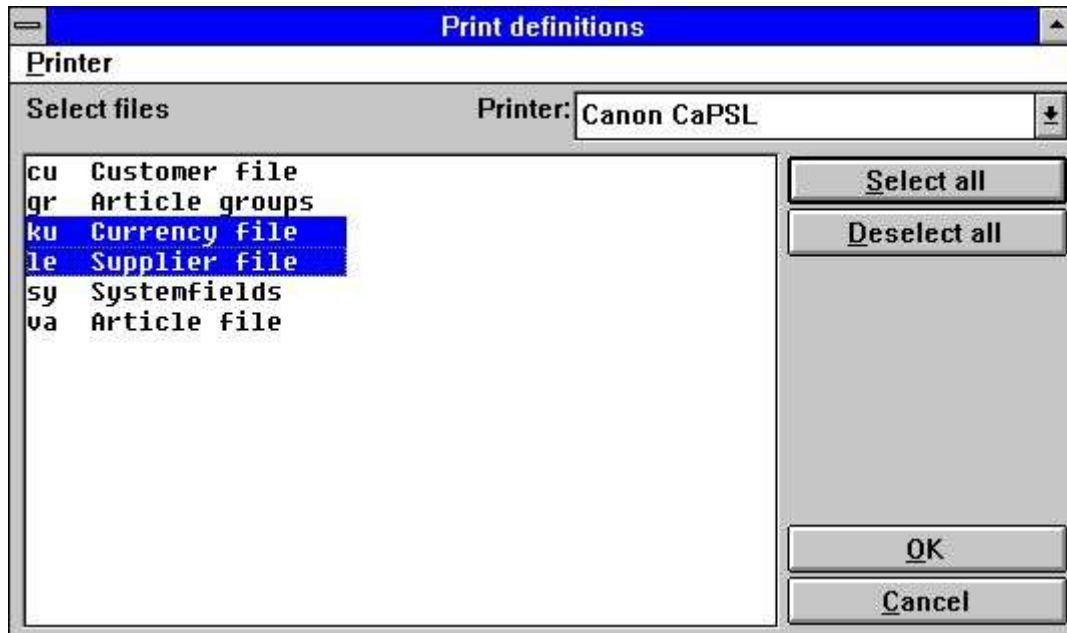 Print definitions
Printer
Select files
Printer: Canon CaPSL
cu Customer file
gr Article groups
ku Currency file
le Supplier file
sy Systemfields
va Article file
Select all
Deselect all
OK
Cancel